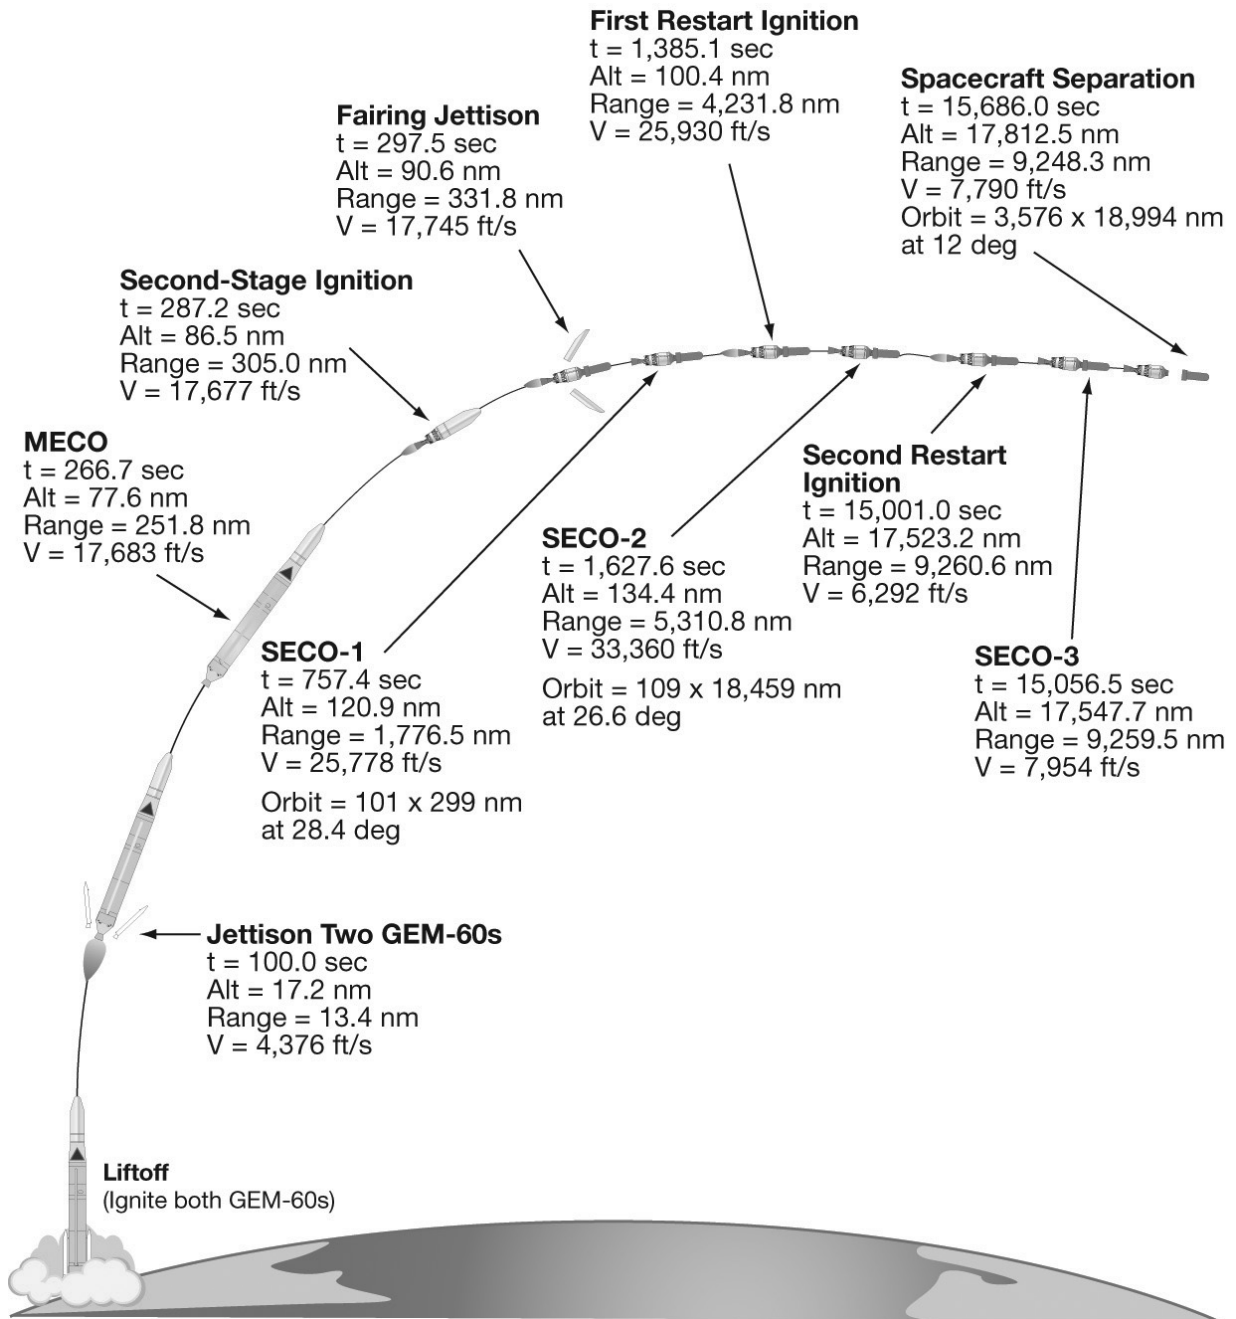 First Restart Ignition
t = 1,385.1 sec
Alt = 100.4 nm
Range = 4,231.8 nm
V = 25,930 ft/s
Spacecraft Separation
t = 15,686.0 sec
Alt = 17,812.5 nm
Range = 9,248.3 nm
V = 7,790 ft/s
Orbit = 3,576 x 18,994 nm
at 12 deg
Fairing Jettison
t = 297.5 sec
Alt = 90.6 nm
Range = 331.8 nm
V = 17,745 ft/s
Second-Stage Ignition
t = 287.2 sec
Alt = 86.5 nm
Range = 305.0 nm
V = 17,677 ft/s
MECO
t = 266.7 sec
Alt = 77.6 nm
Range = 251.8 nm
V = 17,683 ft/s
SECO-1
t = 757.4 sec
Alt = 120.9 nm
Range = 1,776.5 nm
V = 25,778 ft/s
Orbit = 101 x 299 nm
at 28.4 deg
SECO-2
t = 1,627.6 sec
Alt = 134.4 nm
Range = 5,310.8 nm
V = 33,360 ft/s
Orbit = 109 x 18,459 nm
at 26.6 deg
Second Restart
Ignition
t = 15,001.0 sec
Alt = 17,523.2 nm
Range = 9,260.6 nm
V = 6,292 ft/s
SECO-3
t = 15,056.5 sec
Alt = 17,547.7 nm
Range = 9,259.5 nm
V = 7,954 ft/s
Jettison Two GEM-60s
t = 100.0 sec
Alt = 17.2 nm
Range = 13.4 nm
V = 4,376 ft/s
Liftoff
(Ignite both GEM-60s)